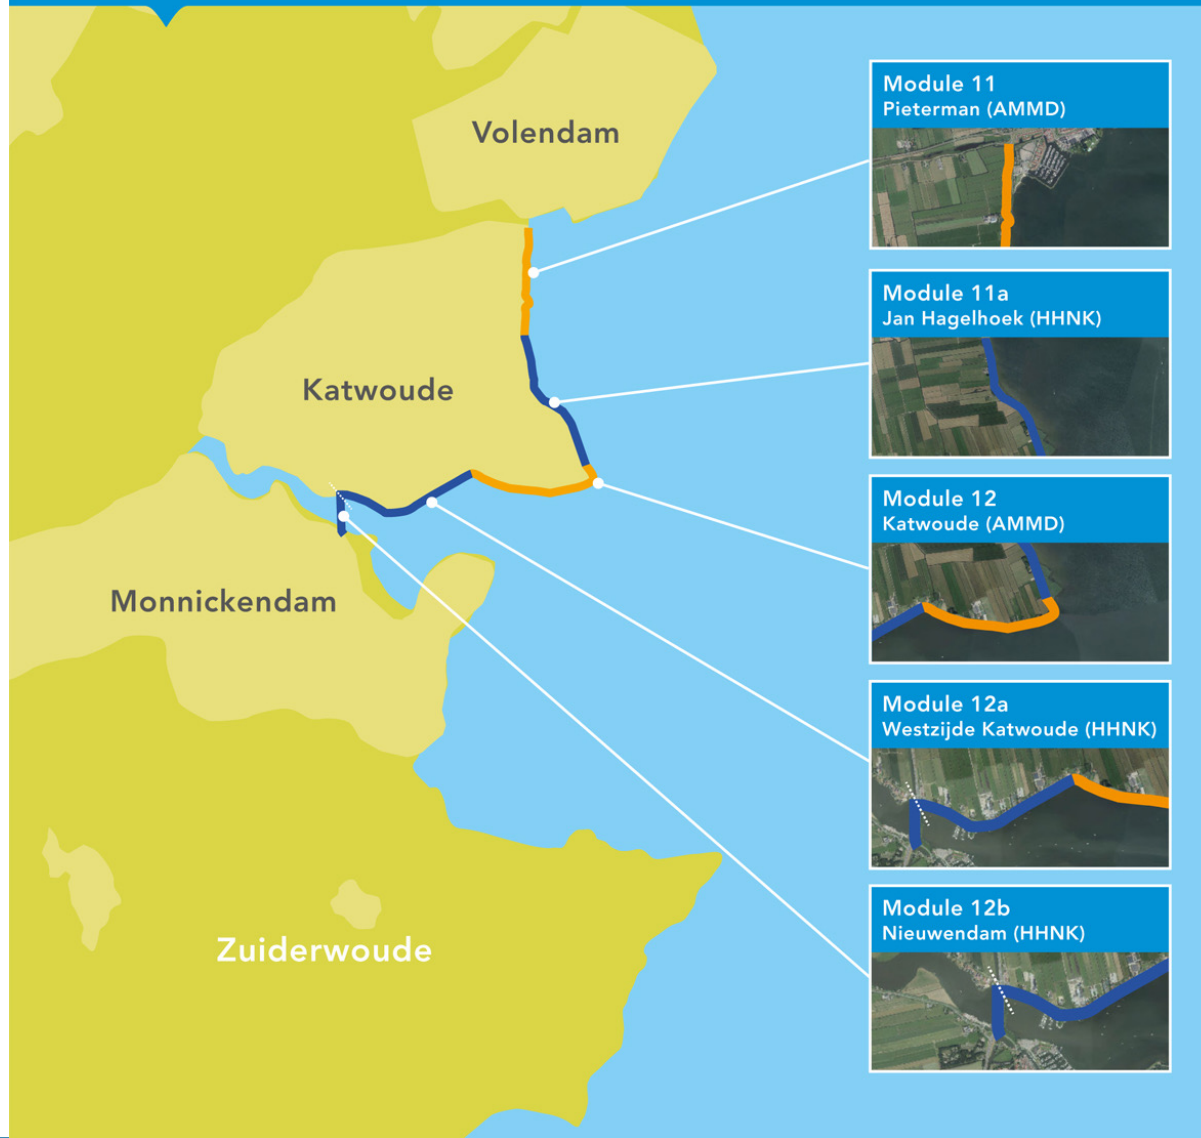 Volendam
Katwoude
Monnickendam
Zuiderwoude
Module 11
Pieterman (AMMD)
Module 11a
Jan Hagelhoek (HHNK)
Module 12
Katwoude (AMMD)
Module 12a
Westzijde Katwoude (HHNK)
Module 12b
Nieuwendam (HHNK)